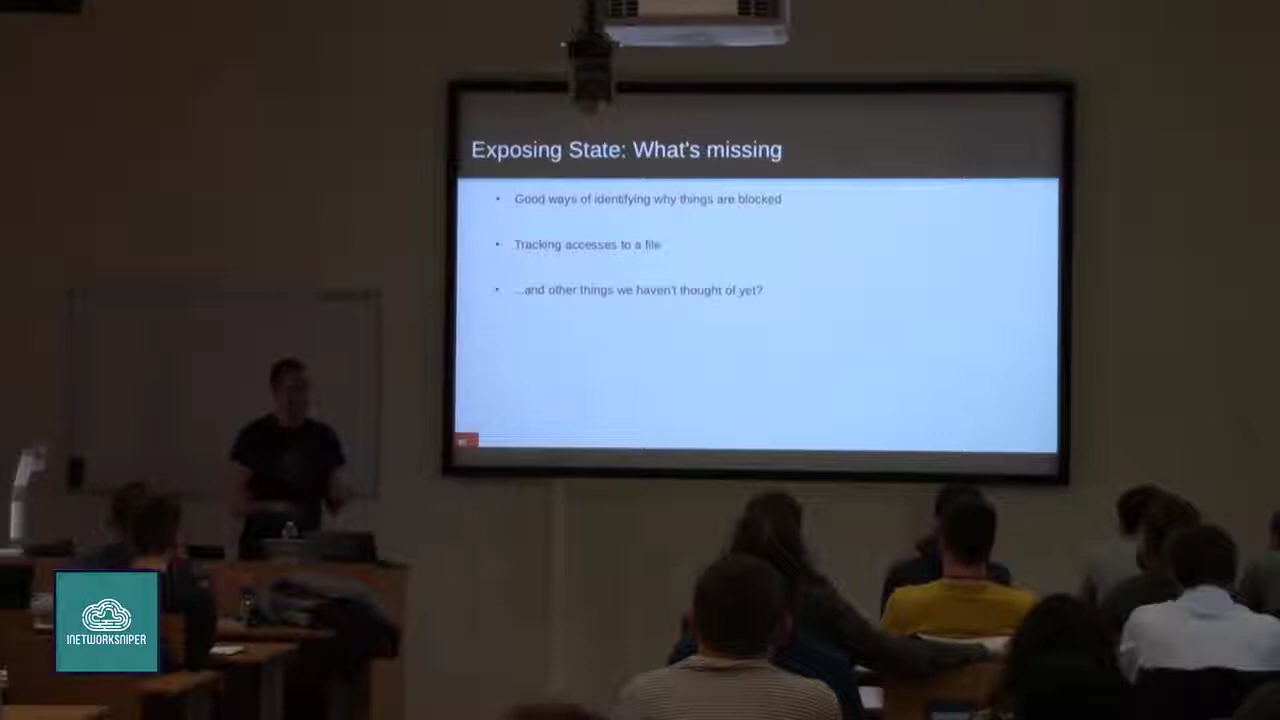 Exposing State: What's missing
• Good ways of identifying why things are blocked
• Tracking accesses to a file
• ...and other things we haven't thought of yet?
INETWORKSNIPER